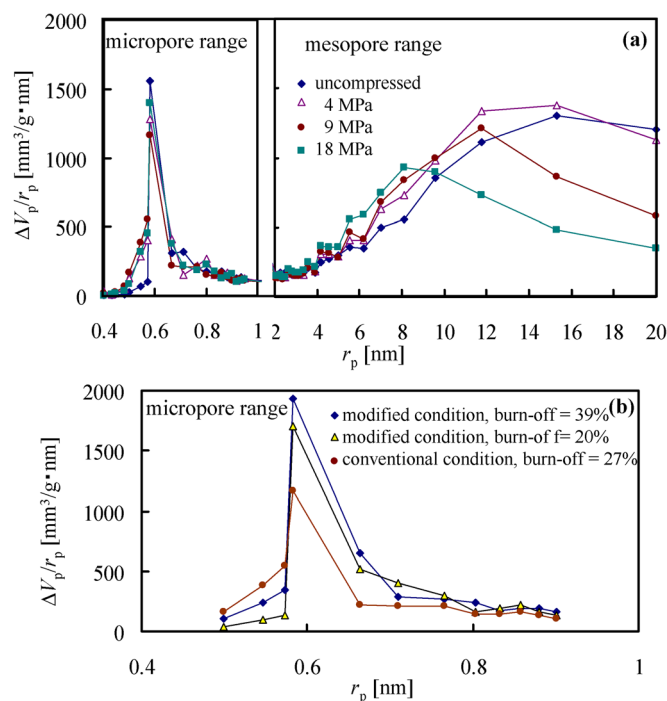 micropore range
mesopore range
(a)
uncompressed
4 MPa
9 MPa
18 MPa
ΔVp/rp [mm³/g·nm]
2000
1500
1000
500
0
0.4 0.6 0.8 1 2 4 6 8 10 12 14 16 18 20
rp [nm]
micropore range
(b)
modified condition, burn-off = 39%
modified condition, burn-of f= 20%
conventional condition, burn-off = 27%
ΔVp/rp [mm³/g·nm]
2000
1500
1000
500
0
0.4 0.6 0.8 1
rp [nm]